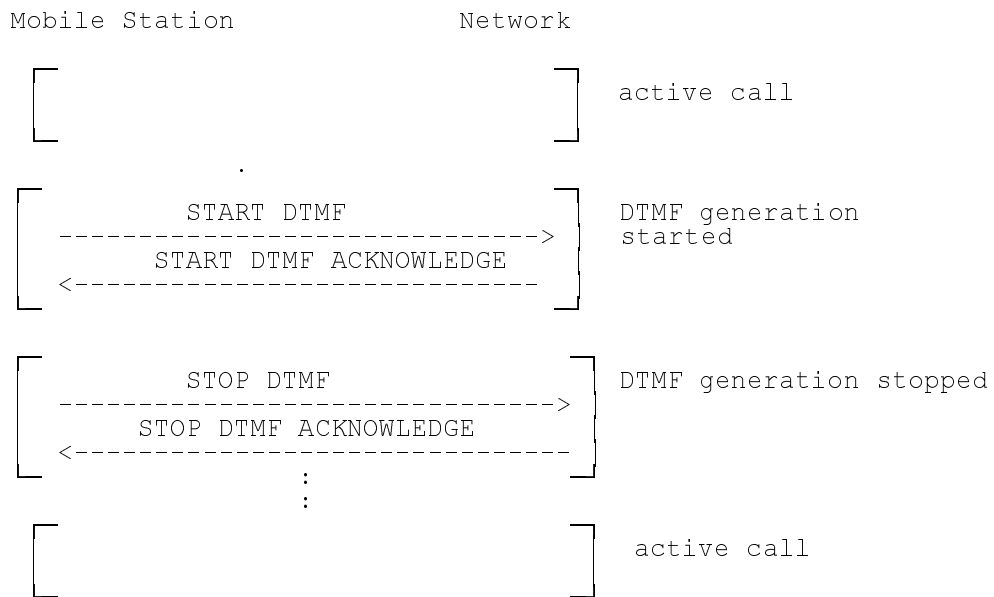 Mobile Station Network
active call
.
START DTMF DTMF generation
------------------------------> started
START DTMF ACKNOWLEDGE
<-----------------------------
STOP DTMF DTMF generation stopped
------------------------------->
STOP DTMF ACKNOWLEDGE
<-------------------------------
:
:
active call